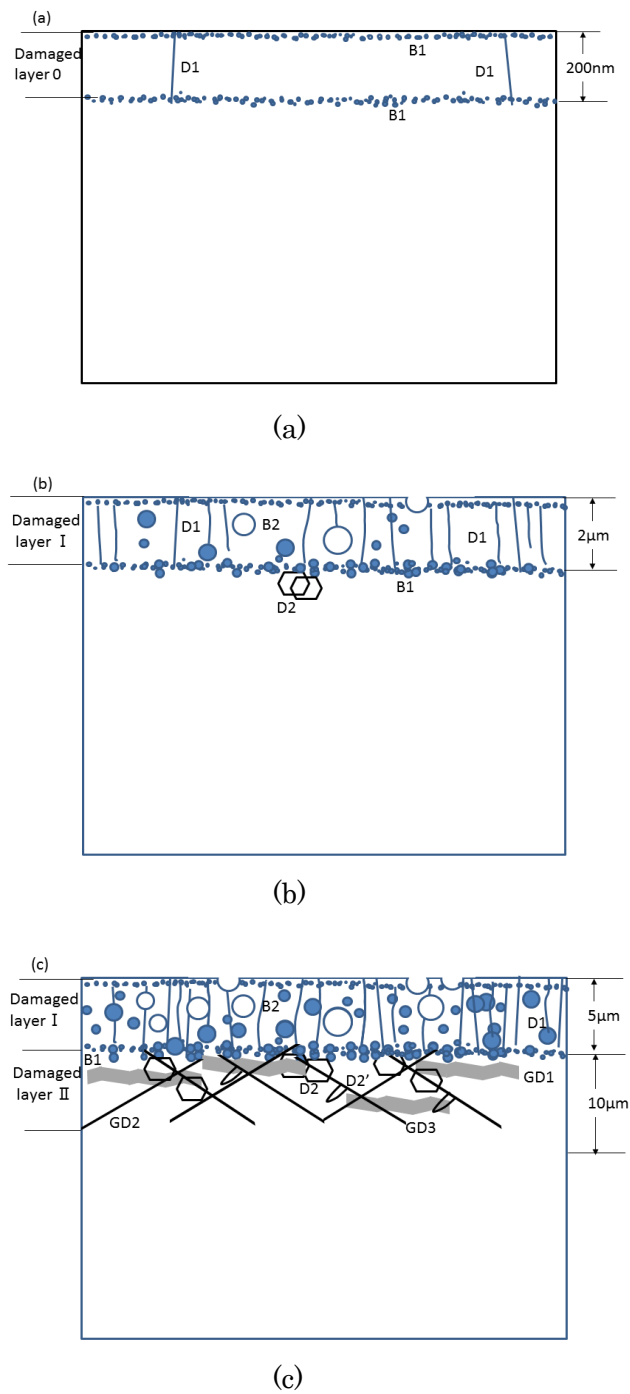 (a)
Damaged
layer 0
B1
D1
D1
200nm
B1
(a)
(b)
Damaged
layer Ⅰ
D1
B2
D1
2μm
B1
D2
(b)
(c)
Damaged
layer Ⅰ
B2
D1
5μm
B1
Damaged
layer Ⅱ
D2
D2'
GD1
GD2
GD3
10μm
(c)